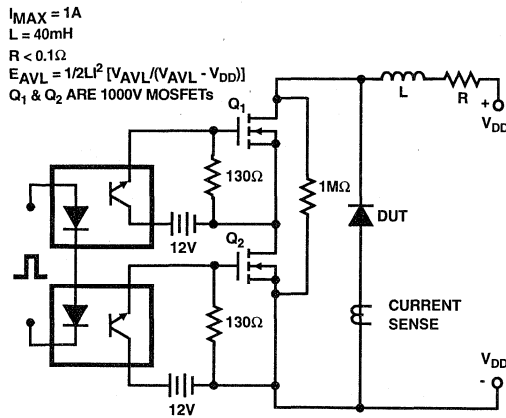 IMAX = 1A
L = 40mH
R < 0.1Ω
EAVL = 1/2LI² [VAVL/(VAVL - VDD)]
Q1 & Q2 ARE 1000V MOSFETs
Q1
L
R
+
VDD
130Ω
1MΩ
12V
DUT
Q2
130Ω
CURRENT
SENSE
VDD
-
12V